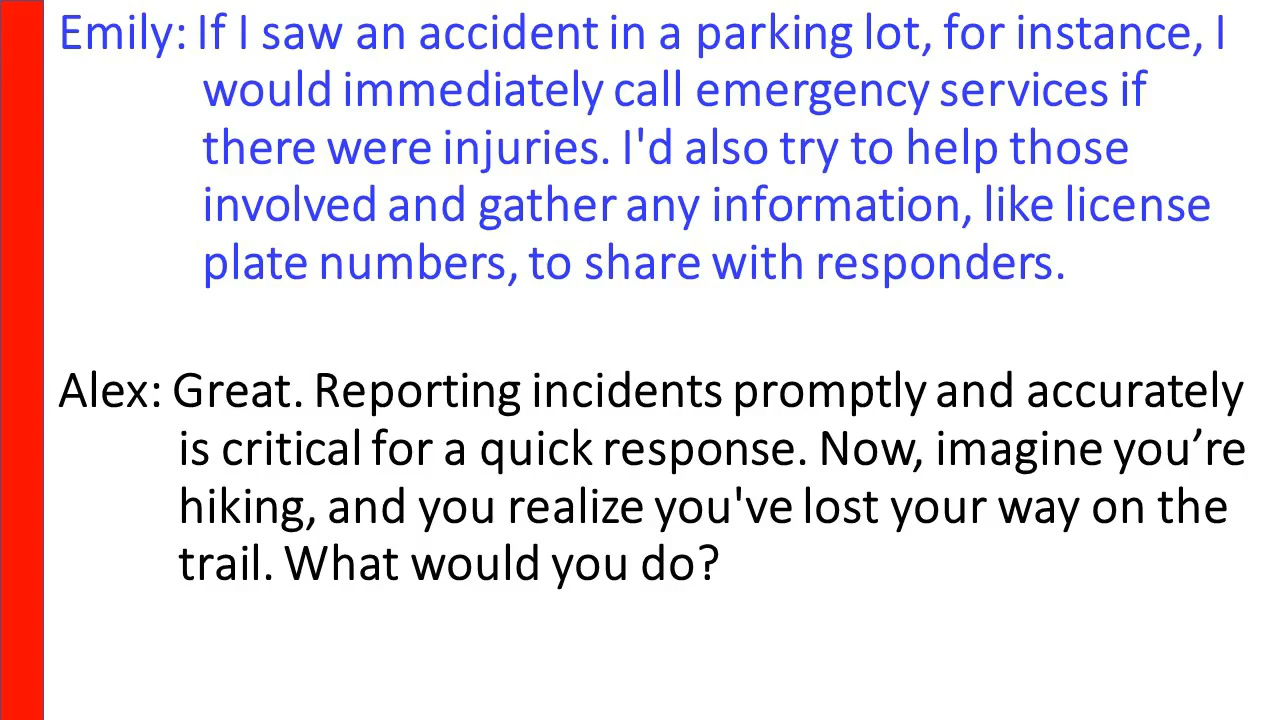 Emily: If I saw an accident in a parking lot, for instance, I
would immediately call emergency services if
there were injuries. I'd also try to help those
involved and gather any information, like license
plate numbers, to share with responders.
Alex: Great. Reporting incidents promptly and accurately
is critical for a quick response. Now, imagine you’re
hiking, and you realize you've lost your way on the
trail. What would you do?